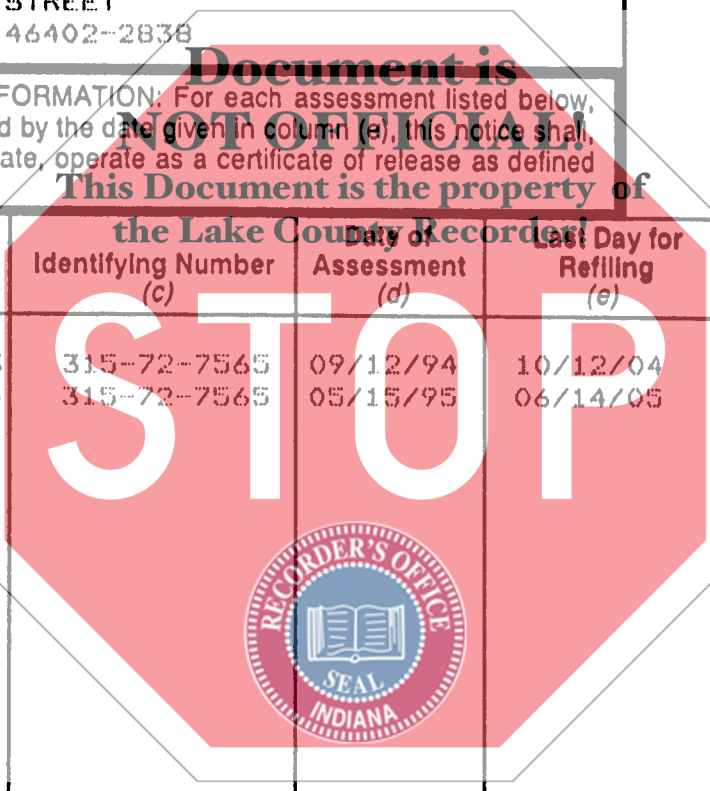 STREET
46402-2838
Document is
FORMATION: For each assessment listed below,
NOT OFFICIAL!
d by the date given in column (e), this notice shall,
ate, operate as a certificate of release as defined
This Document is the property of
the Lake County Recorder!
Identifying Number
(c)
Date of
Assessment
(d)
Last Day for
Refiling
(e)
315-72-7565 09/12/94 10/12/04
315-72-7565 05/15/95 06/14/05
STOP
RECORDER'S OFFICE
SEAL
INDIANA